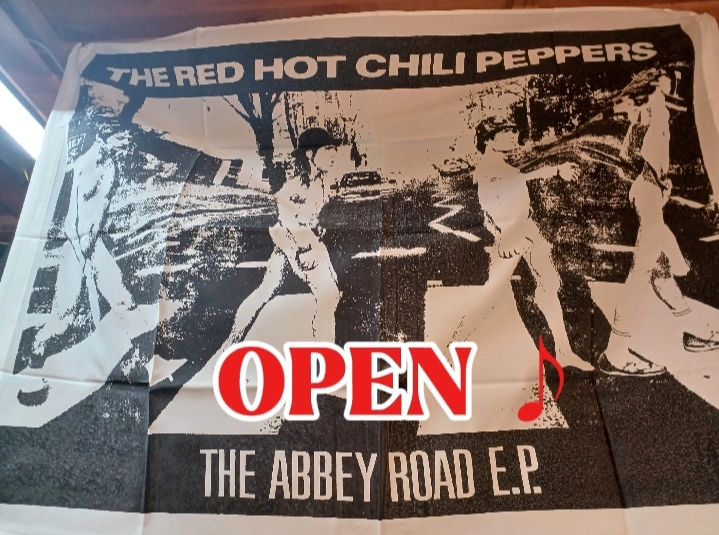 THE RED HOT CHILI PEPPERS
OPEN
THE ABBEY ROAD E.P.